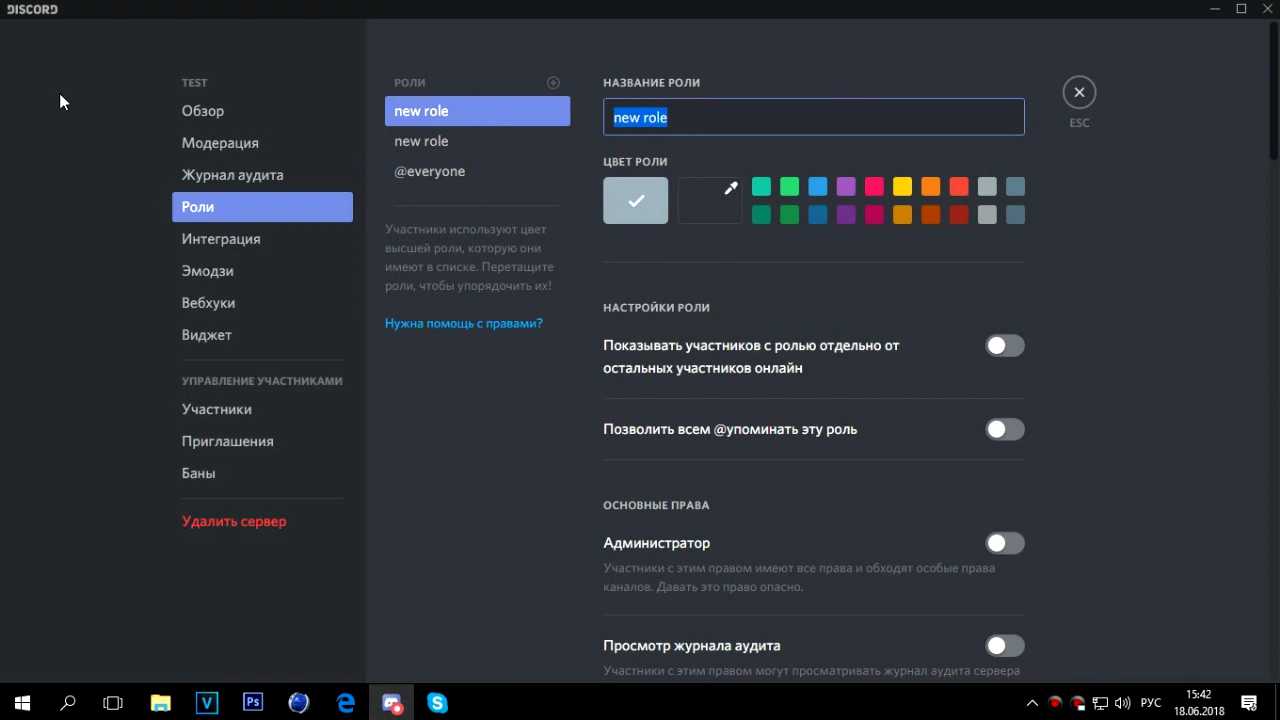 DISCORD
TEST
Обзор
Модерация
Журнал аудита
Роли
Интеграция
Эмодзи
Вебхуки
Виджет
УПРАВЛЕНИЕ УЧАСТНИКАМИ
Участники
Приглашения
Баны
Удалить сервер
РОЛИ
new role
new role
@everyone
Участники используют цвет
высшей роли, которую они
имеют в списке. Перетащите
роли, чтобы упорядочить их!
Нужна помощь с правами?
НАЗВАНИЕ РОЛИ
new role
ESC
ЦВЕТ РОЛИ
НАСТРОЙКИ РОЛИ
Показывать участников с ролью отдельно от
остальных участников онлайн
Позволить всем @упоминать эту роль
ОСНОВНЫЕ ПРАВА
Администратор
Участники с этим правом имеют все права и обходят особые права
каналов. Давать это право опасно.
Просмотр журнала аудита
Участники с этим правом могут просматривать журнал аудита сервера
V
Ps
РУС
15:42
18.06.2018